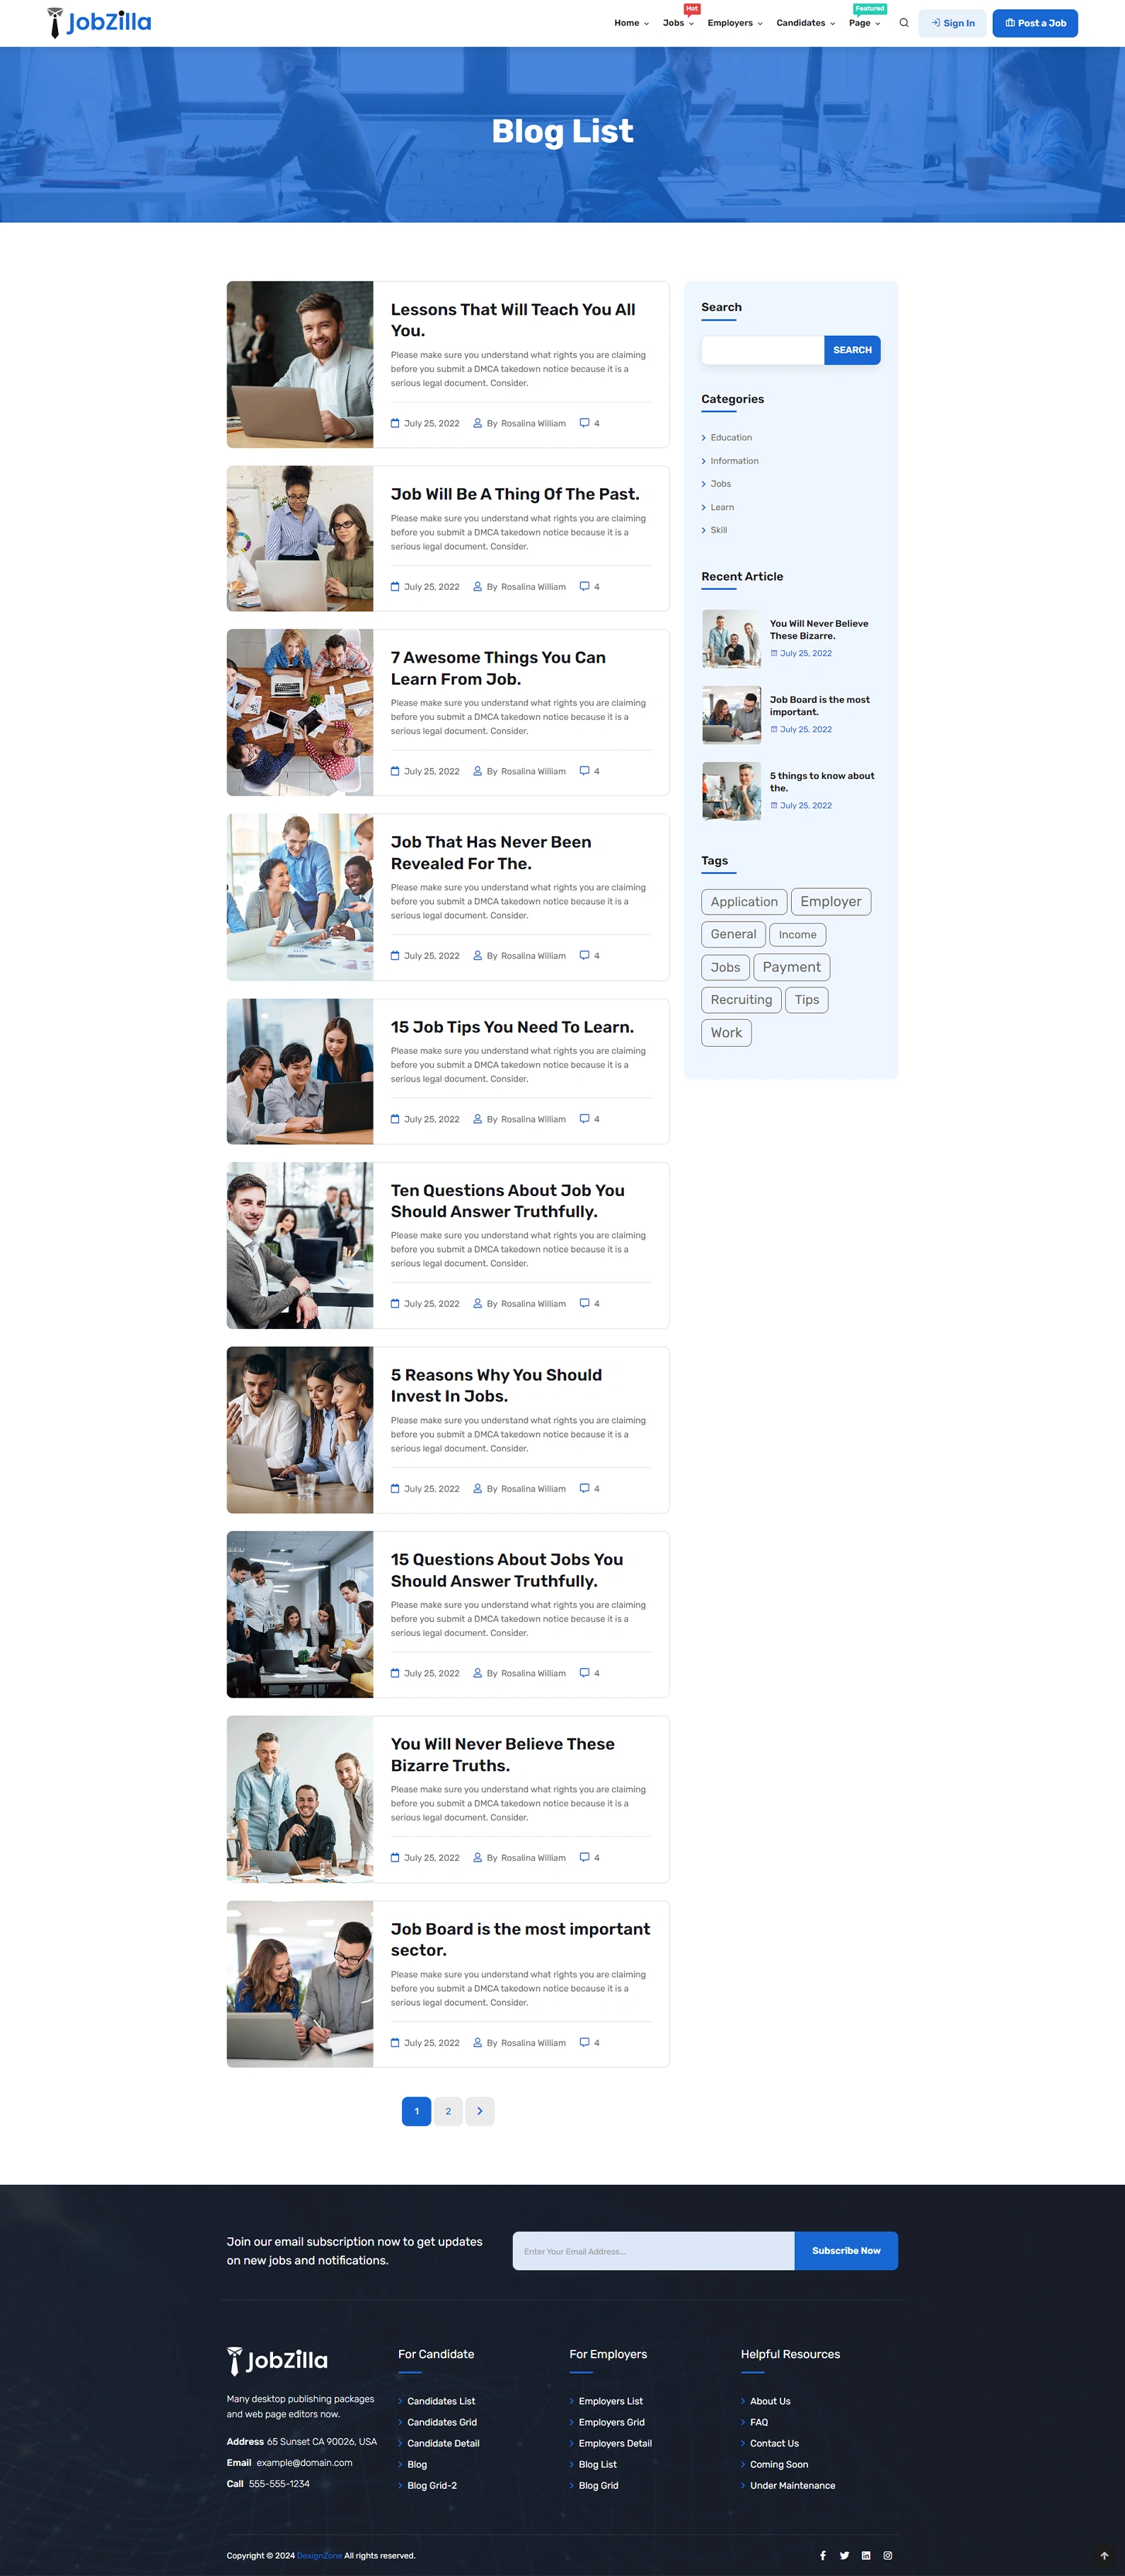 JobZilla
Home
Hot
Jobs
Employers
Candidates
Featured
Page
Sign In
Post a Job
Blog List
Lessons That Will Teach You All
You.
Please make sure you understand what rights you are claiming
before you submit a DMCA takedown notice because it is a
serious legal document. Consider.
July 25, 2022 By Rosalina William 4
Job Will Be A Thing Of The Past.
Please make sure you understand what rights you are claiming
before you submit a DMCA takedown notice because it is a
serious legal document. Consider.
July 25, 2022 By Rosalina William 4
7 Awesome Things You Can
Learn From Job.
Please make sure you understand what rights you are claiming
before you submit a DMCA takedown notice because it is a
serious legal document. Consider.
July 25, 2022 By Rosalina William 4
Job That Has Never Been
Revealed For The.
Please make sure you understand what rights you are claiming
before you submit a DMCA takedown notice because it is a
serious legal document. Consider.
July 25, 2022 By Rosalina William 4
15 Job Tips You Need To Learn.
Please make sure you understand what rights you are claiming
before you submit a DMCA takedown notice because it is a
serious legal document. Consider.
July 25, 2022 By Rosalina William 4
Ten Questions About Job You
Should Answer Truthfully.
Please make sure you understand what rights you are claiming
before you submit a DMCA takedown notice because it is a
serious legal document. Consider.
July 25, 2022 By Rosalina William 4
5 Reasons Why You Should
Invest In Jobs.
Please make sure you understand what rights you are claiming
before you submit a DMCA takedown notice because it is a
serious legal document. Consider.
July 25, 2022 By Rosalina William 4
15 Questions About Jobs You
Should Answer Truthfully.
Please make sure you understand what rights you are claiming
before you submit a DMCA takedown notice because it is a
serious legal document. Consider.
July 25, 2022 By Rosalina William 4
You Will Never Believe These
Bizarre Truths.
Please make sure you understand what rights you are claiming
before you submit a DMCA takedown notice because it is a
serious legal document. Consider.
July 25, 2022 By Rosalina William 4
Job Board is the most important
sector.
Please make sure you understand what rights you are claiming
before you submit a DMCA takedown notice because it is a
serious legal document. Consider.
July 25, 2022 By Rosalina William 4
1 2
Search
SEARCH
Categories
Education
Information
Jobs
Learn
Skill
Recent Article
You Will Never Believe
These Bizarre.
July 25, 2022
Job Board is the most
important.
July 25, 2022
5 things to know about
the.
July 25, 2022
Tags
Application Employer
General Income
Jobs Payment
Recruiting Tips
Work
Join our email subscription now to get updates
on new jobs and notifications.
Enter Your Email Address...
Subscribe Now
JobZilla
Many desktop publishing packages
and web page editors now.
Address 65 Sunset CA 90026, USA
Email example@domain.com
Call 555-555-1234
For Candidate
Candidates List
Candidates Grid
Candidate Detail
Blog
Blog Grid-2
For Employers
Employers List
Employers Grid
Employers Detail
Blog List
Blog Grid
Helpful Resources
About Us
FAQ
Contact Us
Coming Soon
Under Maintenance
Copyright © 2024 DexignZone All rights reserved.